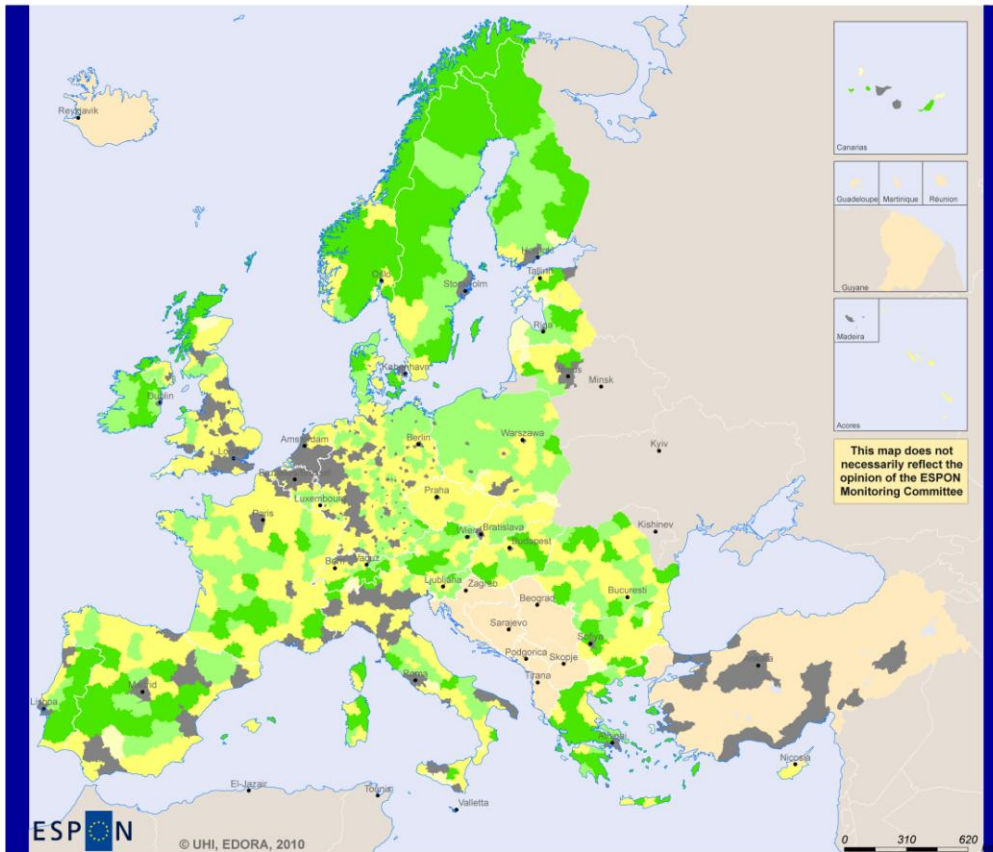 Reykjavik
Canarias
Guadeloupe
Martinique
Réunion
Guyane
Madeira
Acores
This map does not
necessarily reflect the
opinion of the ESPON
Monitoring Committee
Oslo
Helsinki
Tallinn
Stockholm
Riga
København
Minsk
Dublin
Amsterdam
Berlin
Warszawa
Kyiv
Luxembourg
Praha
Paris
Wien
Bratislava
Kishinev
Budapest
Bern
Vaduz
Ljubljana
Zagreb
Beograd
Bucuresti
Sarajevo
Sofiya
Podgorica
Skopje
Roma
Tirana
Madrid
Lisboa
Nicosia
El-Jazair
Valletta
ESPON
© UHI, EDORA, 2010
0 310 620